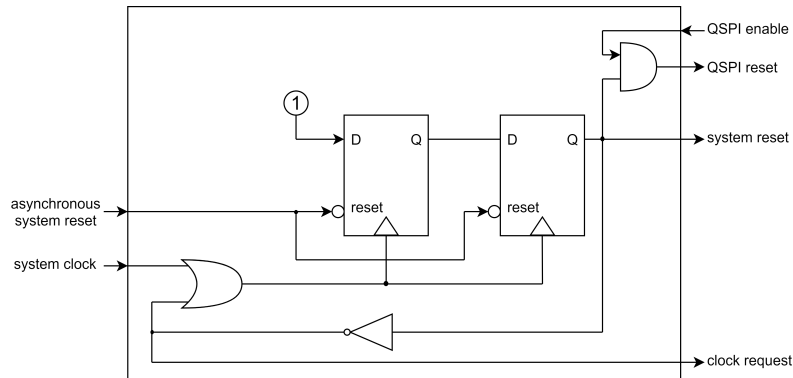 QSPI enable
QSPI reset
1
D Q D Q
system reset
asynchronous
system reset
reset reset
system clock
clock request